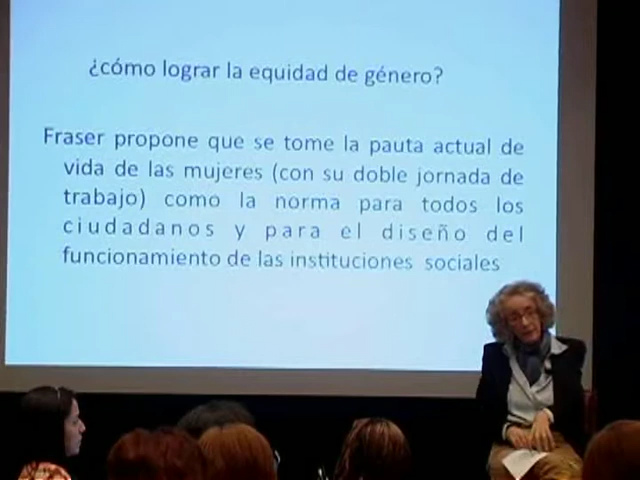 ¿cómo lograr la equidad de género?
Fraser propone que se tome la pauta actual de
vida de las mujeres (con su doble jornada de
trabajo) como la norma para todos los
ciudadanos y para el diseño del
funcionamiento de las instituciones sociales